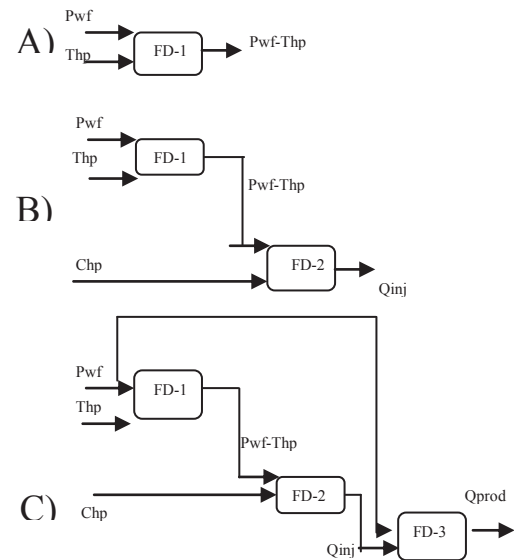 Pwf
A)
Thp
FD-1
Pwf-Thp
Pwf
Thp
FD-1
Pwf-Thp
B)
Chp
FD-2
Qinj
Pwf
Thp
FD-1
Pwf-Thp
C)
Chp
FD-2
Qinj
FD-3
Qprod